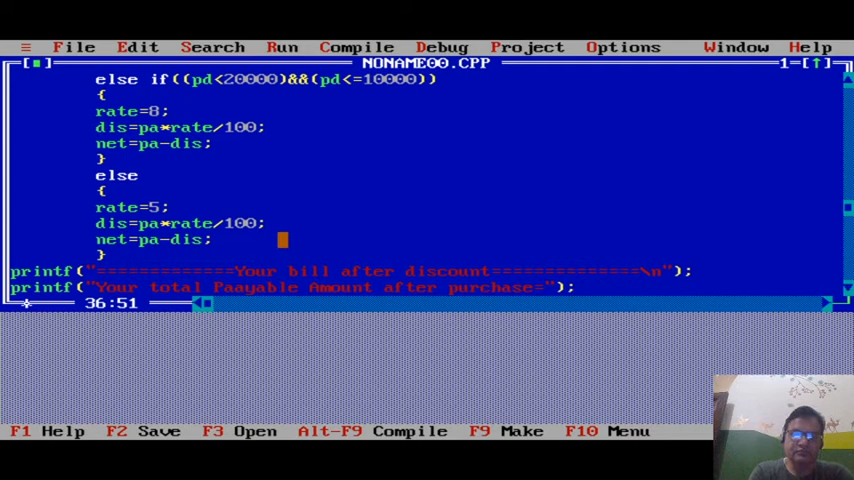 ≡ File Edit Search Run Compile Debug Project Options Window Help
[■] NONAME00.CPP 1=[↑]
else if((pd<20000)&&(pd<=10000))
{
rate=8;
dis=pa*rate/100;
net=pa-dis;
}
else
{
rate=5;
dis=pa*rate/100;
net=pa-dis;
}
printf("=============Your bill after discount==============\n");
printf("Your total Paayable Amount after purchase=");
36:51
F1 Help F2 Save F3 Open Alt-F9 Compile F9 Make F10 Menu